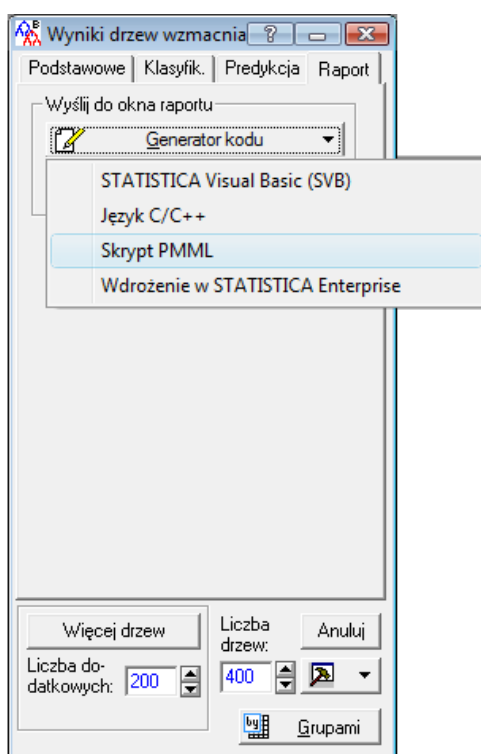 Wyniki drzew wzmacnia
Podstawowe Klasyfik. Predykcja Raport
Wyślij do okna raportu
Generator kodu
STATISTICA Visual Basic (SVB)
Język C/C++
Skrypt PMML
Wdrożenie w STATISTICA Enterprise
Więcej drzew
Liczba do-
datkowych: 200
Liczba
drzew:
400
Anuluj
Grupami